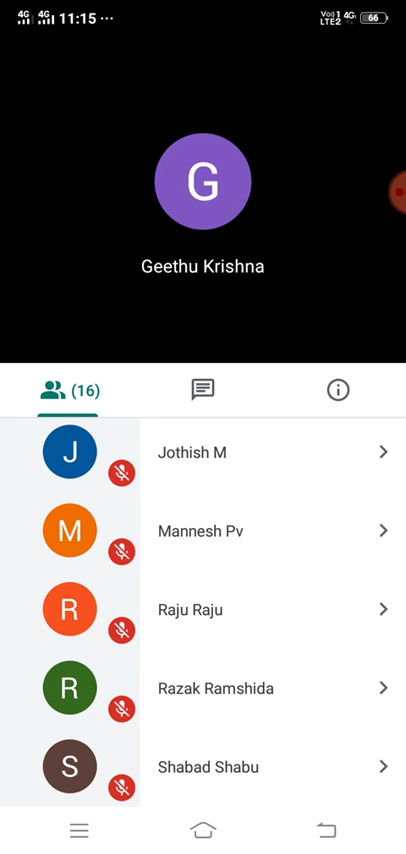 4G 4G 11:15 ... Vo)) 1 4G LTE2 66
G
Geethu Krishna
(16)
J Jothish M
M Mannesh Pv
R Raju Raju
R Razak Ramshida
S Shabad Shabu